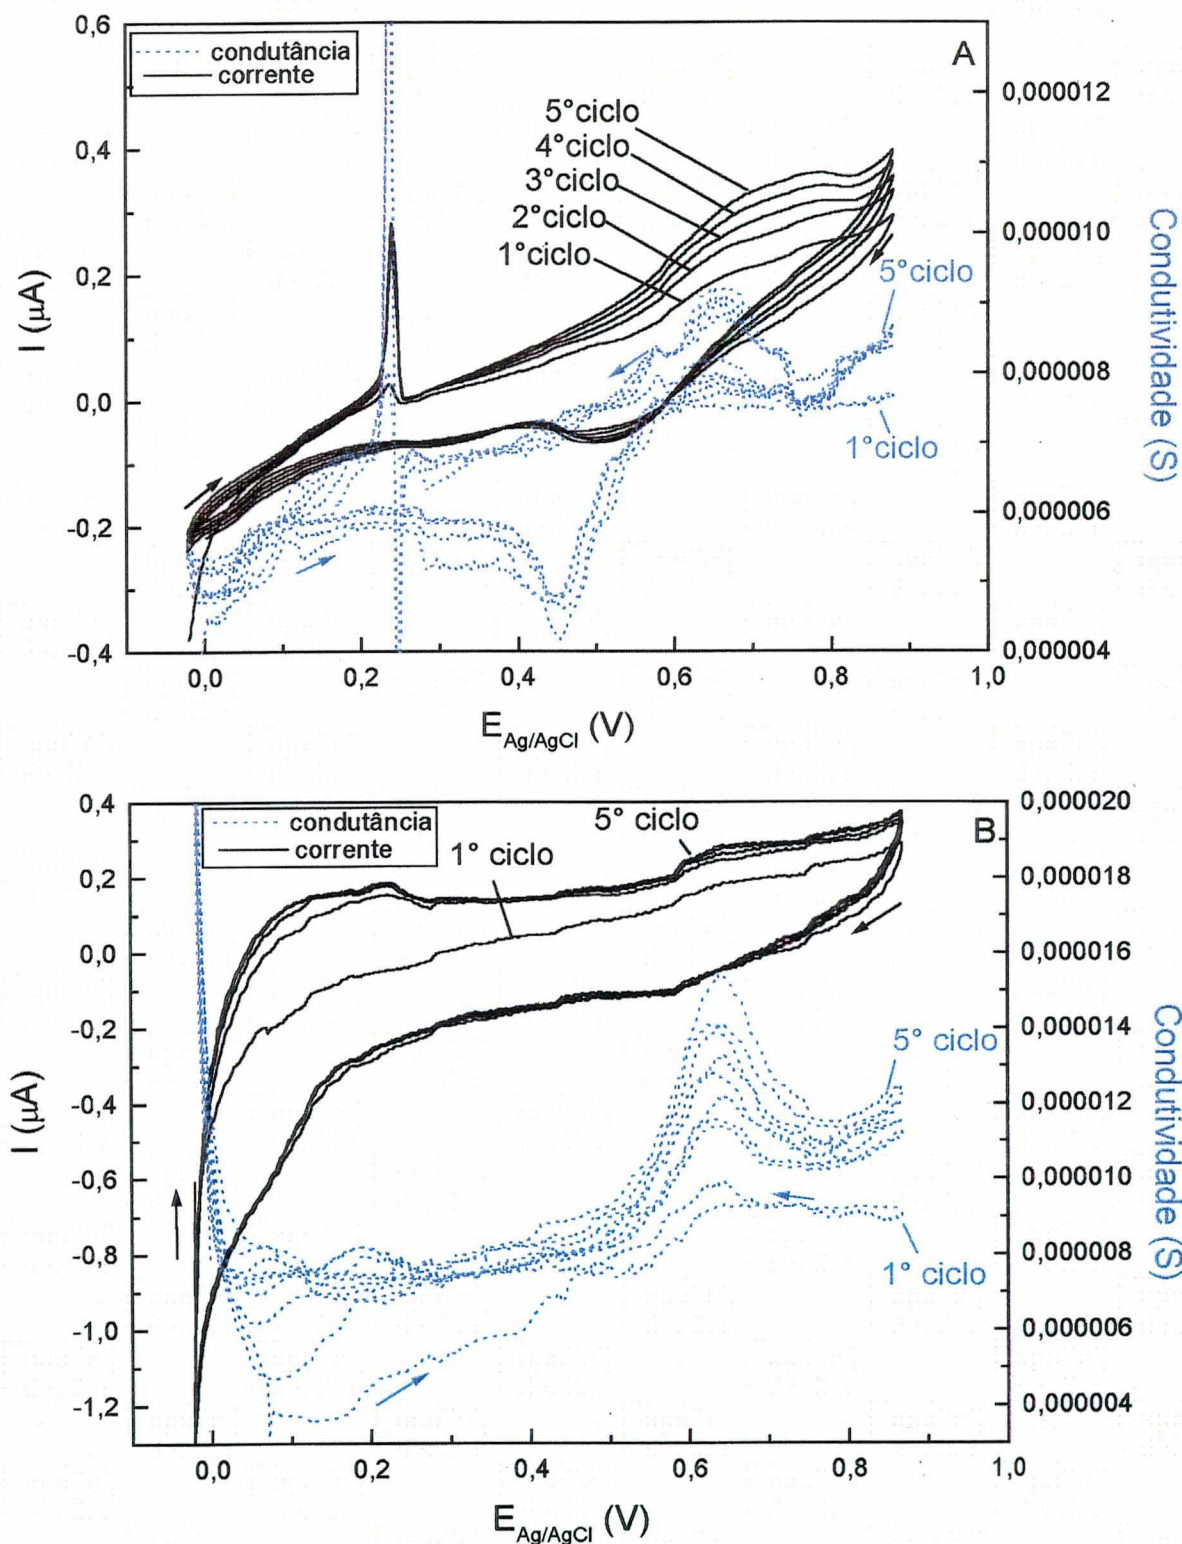 0,6
0,4
0,2
0,0
-0,2
-0,4
I (μA)
condutância
corrente
A
5°ciclo
4°ciclo
3°ciclo
2°ciclo
1°ciclo
5°ciclo
1°ciclo
0,000012
0,000010
0,000008
0,000006
0,000004
Condutividade (S)
0,0 0,2 0,4 0,6 0,8 1,0
E Ag/AgCl (V)
0,4
0,2
0,0
-0,2
-0,4
-0,6
-0,8
-1,0
-1,2
I (μA)
condutância
corrente
B
5° ciclo
1° ciclo
5° ciclo
1° ciclo
0,000020
0,000018
0,000016
0,000014
0,000012
0,000010
0,000008
0,000006
0,000004
Condutividade (S)
0,0 0,2 0,4 0,6 0,8 1,0
E Ag/AgCl (V)